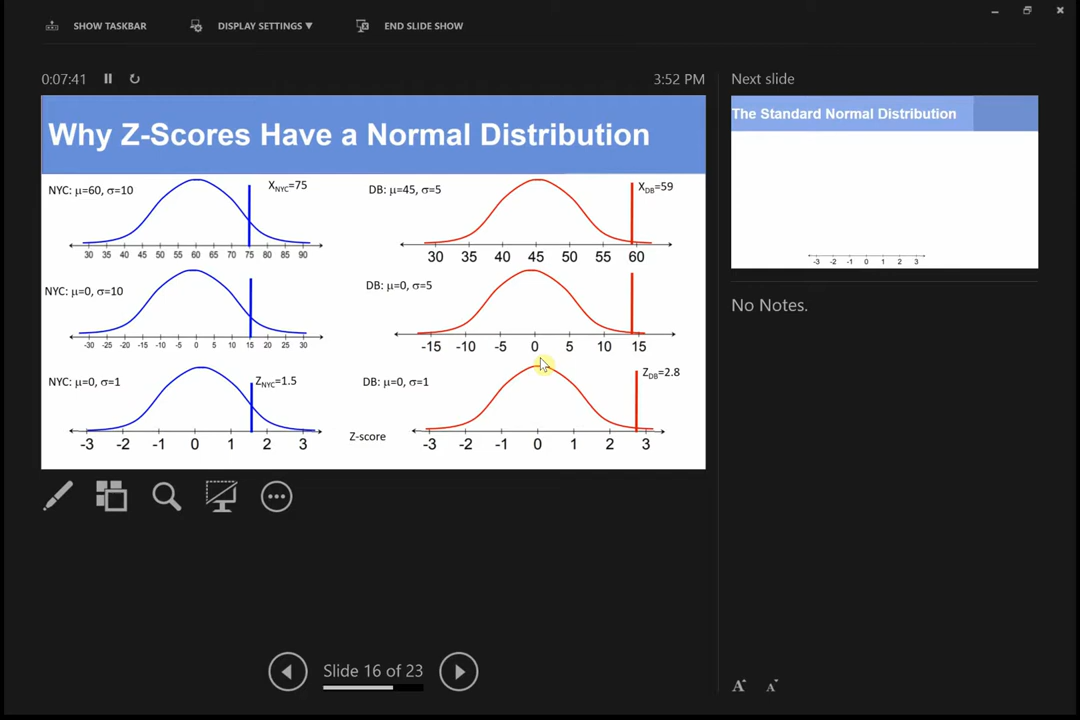 SHOW TASKBAR
DISPLAY SETTINGS ▼
END SLIDE SHOW
0:07:41
3:52 PM
Why Z-Scores Have a Normal Distribution
NYC: μ=60, σ=10
X_NYC=75
30 35 40 45 50 55 60 65 70 75 80 85 90
DB: μ=45, σ=5
X_DB=59
30 35 40 45 50 55 60
NYC: μ=0, σ=10
-30 -25 -20 -15 -10 -5 0 5 10 15 20 25 30
DB: μ=0, σ=5
-15 -10 -5 0 5 10 15
NYC: μ=0, σ=1
Z_NYC=1.5
-3 -2 -1 0 1 2 3
DB: μ=0, σ=1
Z_DB=2.8
Z-score
-3 -2 -1 0 1 2 3
Slide 16 of 23
Next slide
The Standard Normal Distribution
-3 -2 -1 0 1 2 3
No Notes.
A A